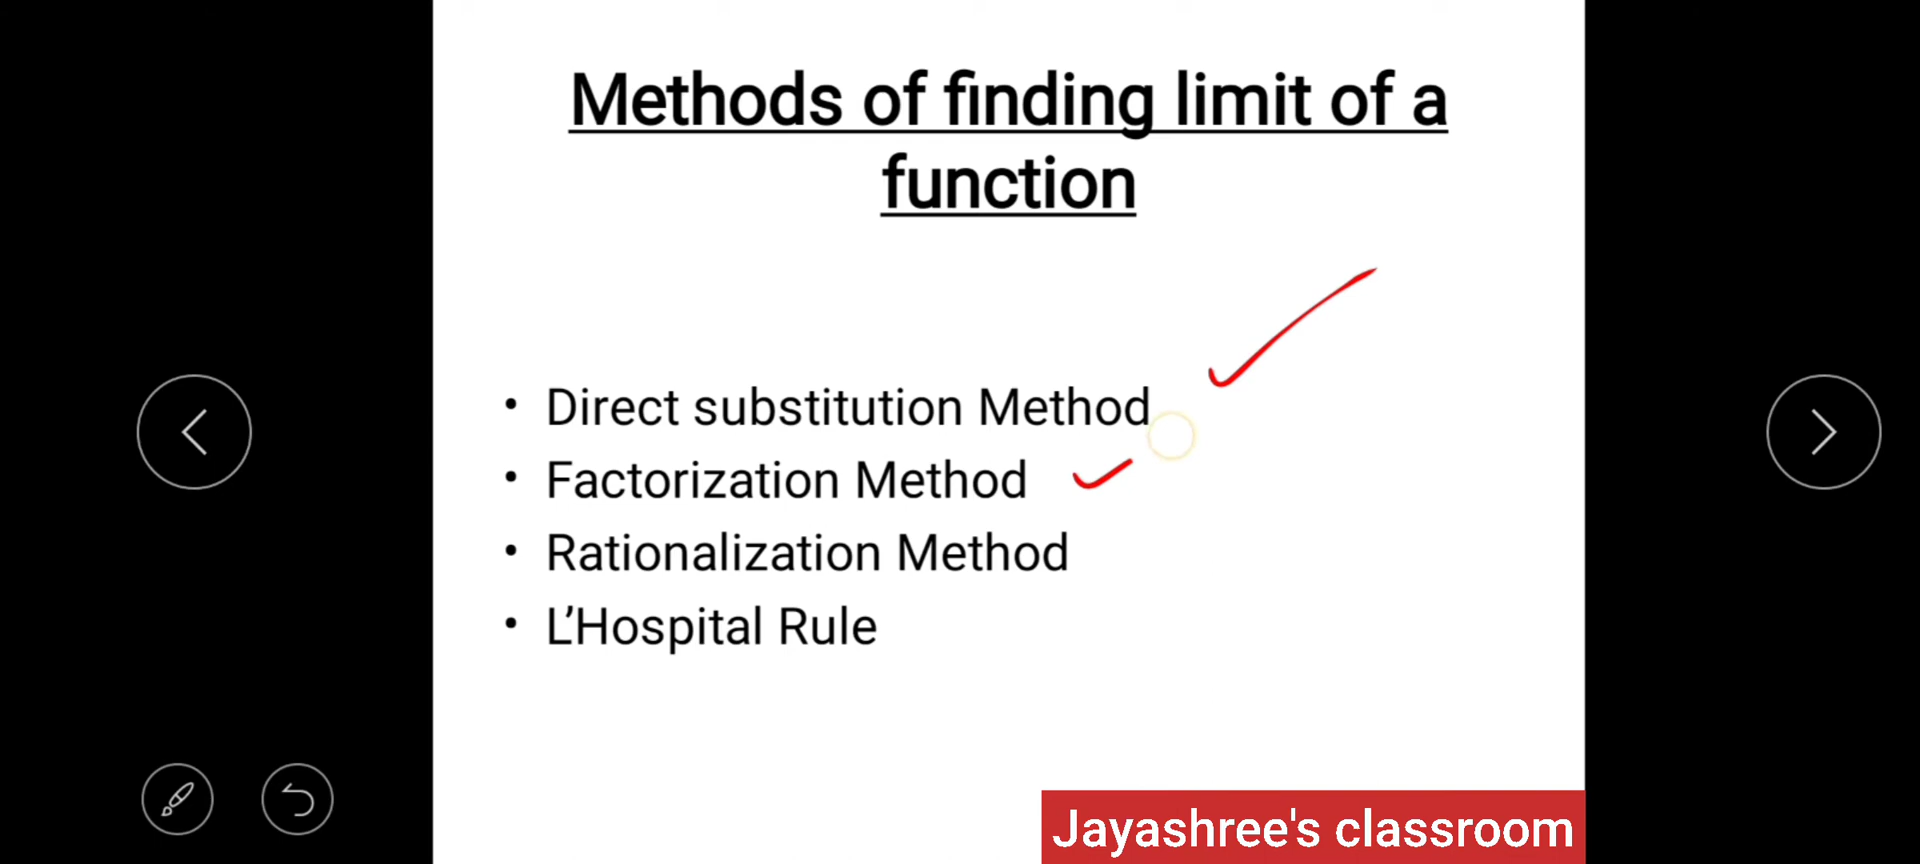 Methods of finding limit of a
function
• Direct substitution Method
• Factorization Method
• Rationalization Method
• L’Hospital Rule
Jayashree's classroom